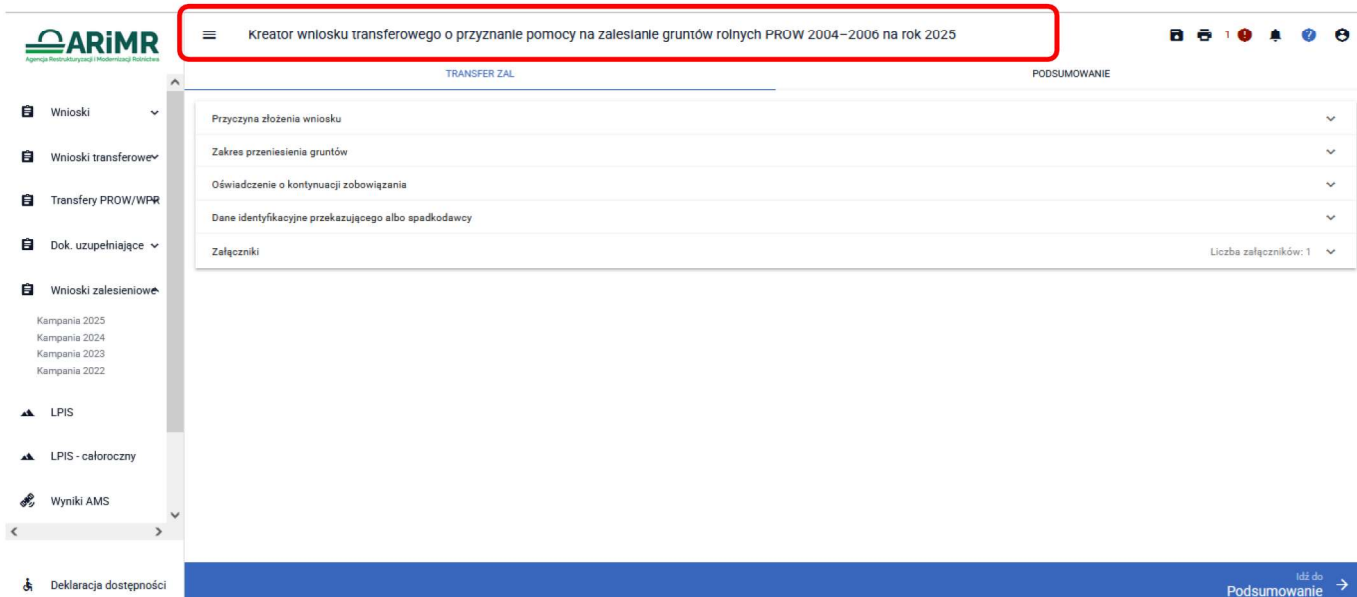 ARiMR
Agencja Restrukturyzacji i Modernizacji Rolnictwa
Kreator wniosku transferowego o przyznanie pomocy na zalesianie gruntów rolnych PROW 2004–2006 na rok 2025
1
TRANSFER ZAL
PODSUMOWANIE
Wnioski
Wnioski transferowe
Transfery PROW/WPR
Dok. uzupełniające
Wnioski zalesieniowe
Kampania 2025
Kampania 2024
Kampania 2023
Kampania 2022
LPIS
LPIS - całoroczny
Wyniki AMS
Deklaracja dostępności
Przyczyna złożenia wniosku
Zakres przeniesienia gruntów
Oświadczenie o kontynuacji zobowiązania
Dane identyfikacyjne przekazującego albo spadkodawcy
Załączniki
Liczba załączników: 1
Idź do
Podsumowanie